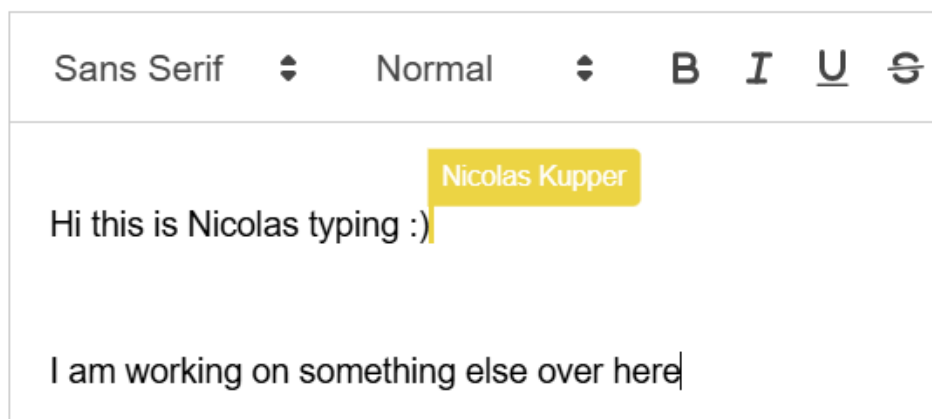 Sans Serif Normal B I U S
Nicolas Kupper
Hi this is Nicolas typing :)
I am working on something else over here